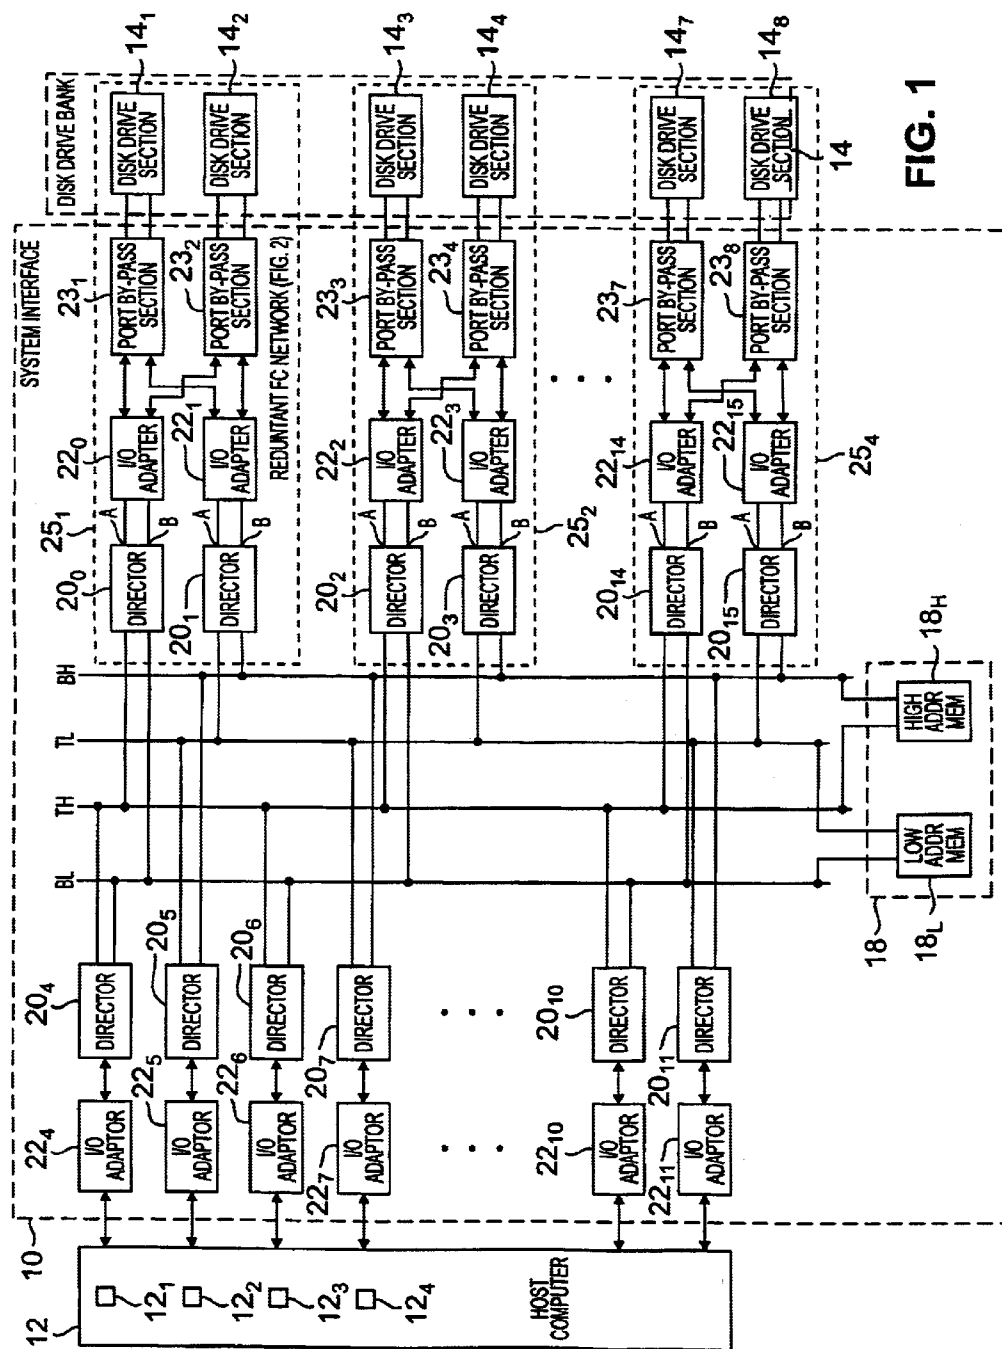 DISK DRIVE BANK
14₁
14₂
14₃
14₄
14₇
14₈
DISK DRIVE SECTION
DISK DRIVE SECTION
DISK DRIVE SECTION
DISK DRIVE SECTION
DISK DRIVE SECTION
DISK DRIVE SECTION
14
FIG. 1
SYSTEM INTERFACE
23₁
23₂
23₃
23₄
23₇
23₈
PORT BY-PASS SECTION
PORT BY-PASS SECTION
PORT BY-PASS SECTION
PORT BY-PASS SECTION
PORT BY-PASS SECTION
PORT BY-PASS SECTION
REDUNTANT FC NETWORK (FIG. 2)
22₀
22₁
22₂
22₃
22₁₄
22₁₅
I/O ADAPTER
I/O ADAPTER
I/O ADAPTER
I/O ADAPTER
I/O ADAPTER
I/O ADAPTER
25₁
25₂
25₄
A
B
A
B
A
B
A
B
A
B
A
B
20₀
20₁
20₂
20₃
20₁₄
20₁₅
DIRECTOR
DIRECTOR
DIRECTOR
DIRECTOR
DIRECTOR
DIRECTOR
BH
TL
TH
BL
18_H
HIGH ADDR MEM
LOW ADDR MEM
18
18_L
20₄
20₅
20₆
20₇
20₁₀
20₁₁
DIRECTOR
DIRECTOR
DIRECTOR
DIRECTOR
DIRECTOR
DIRECTOR
22₄
22₅
22₆
22₇
22₁₀
22₁₁
I/O ADAPTOR
I/O ADAPTOR
I/O ADAPTOR
I/O ADAPTOR
I/O ADAPTOR
I/O ADAPTOR
10
12
12₁
12₂
12₃
12₄
HOST COMPUTER